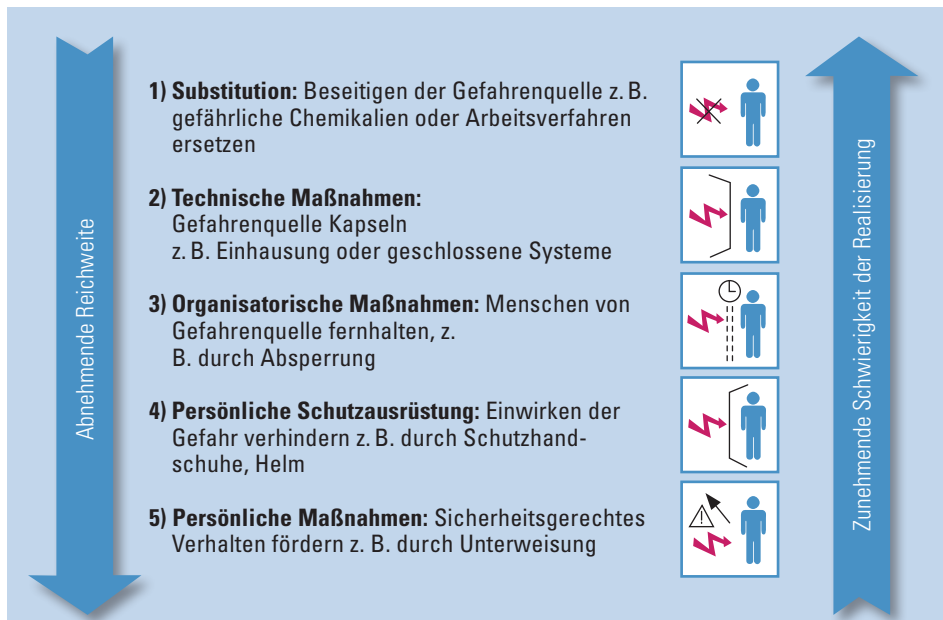 Abnehmende Reichweite
1) Substitution: Beseitigen der Gefahrenquelle z. B.
gefährliche Chemikalien oder Arbeitsverfahren
ersetzen
2) Technische Maßnahmen:
Gefahrenquelle Kapseln
z. B. Einhausung oder geschlossene Systeme
3) Organisatorische Maßnahmen: Menschen von
Gefahrenquelle fernhalten, z.
B. durch Absperrung
4) Persönliche Schutzausrüstung: Einwirken der
Gefahr verhindern z. B. durch Schutzhand-
schuhe, Helm
5) Persönliche Maßnahmen: Sicherheitsgerechtes
Verhalten fördern z. B. durch Unterweisung
Zunehmende Schwierigkeit der Realisierung